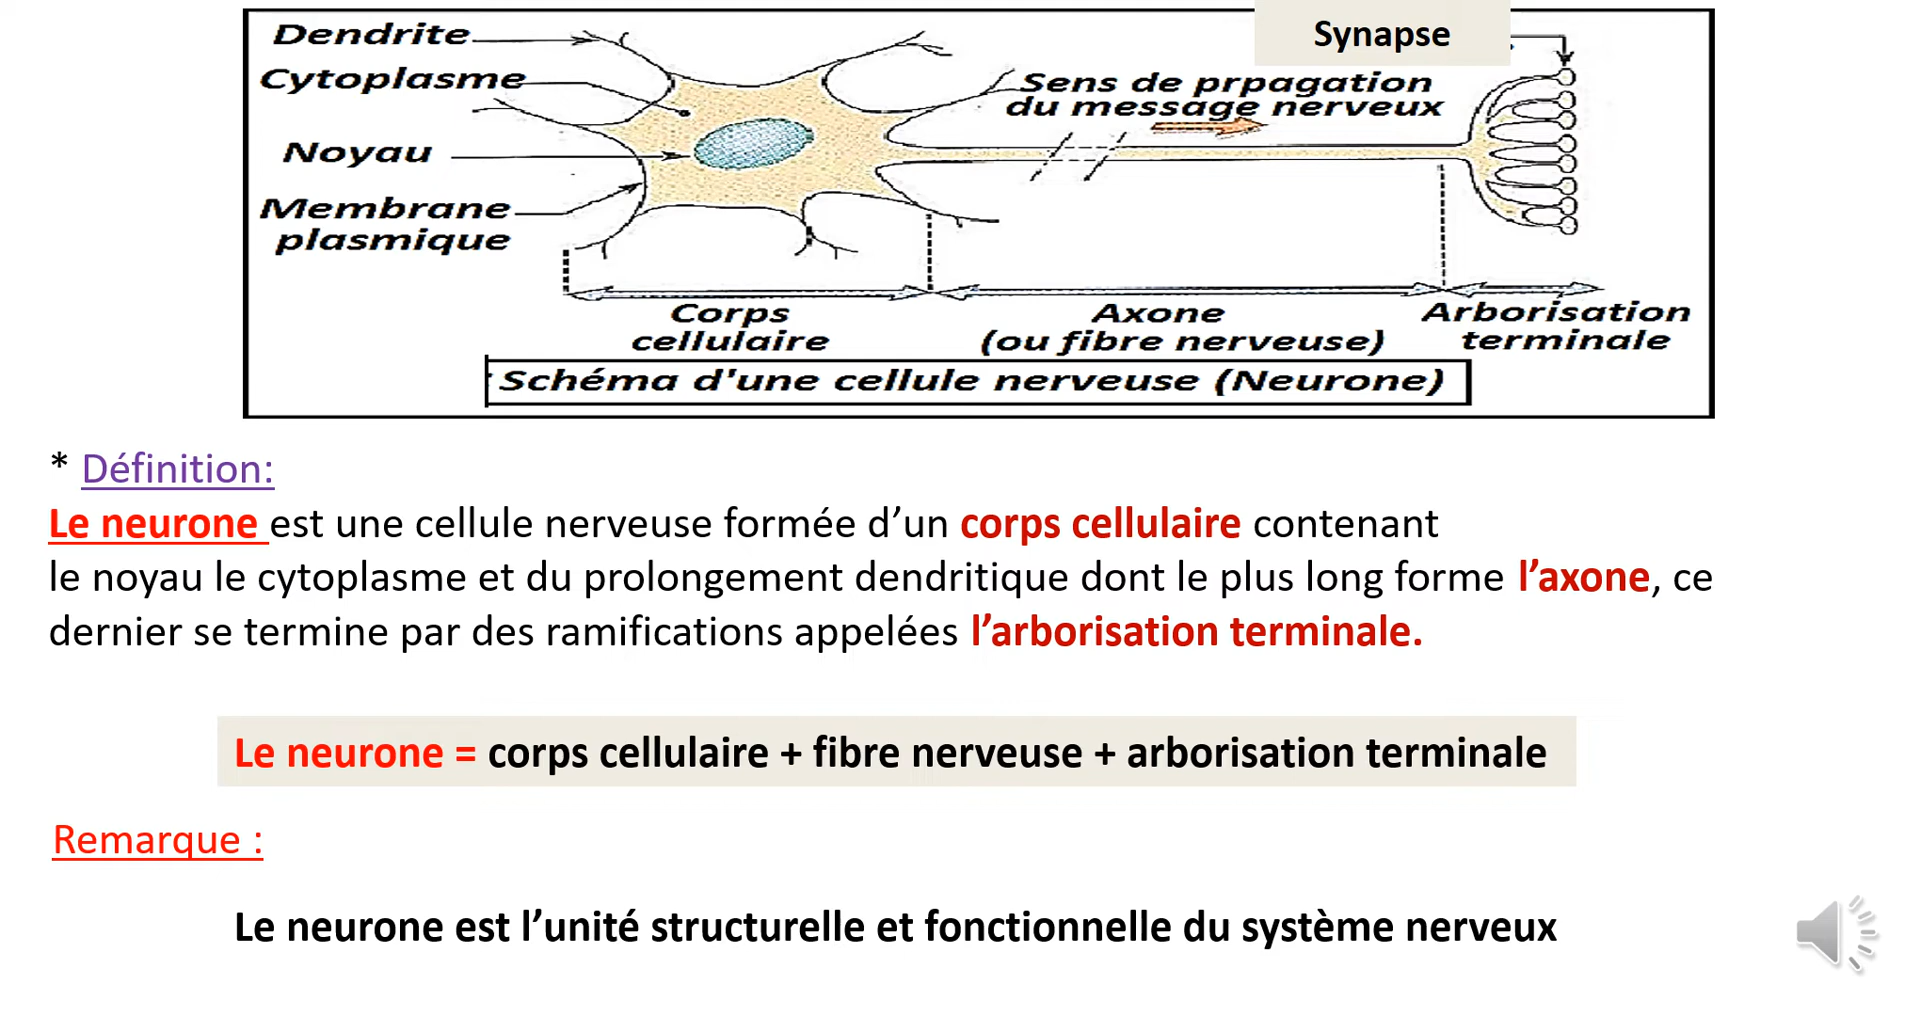 Dendrite
Synapse
Cytoplasme
Sens de prpagation
du message nerveux
Noyau
Membrane
plasmique
Corps
cellulaire
Axone
(ou fibre nerveuse)
Arborisation
terminale
Schéma d'une cellule nerveuse (Neurone)
* Définition:
Le neurone est une cellule nerveuse formée d’un corps cellulaire contenant
le noyau le cytoplasme et du prolongement dendritique dont le plus long forme l’axone, ce
dernier se termine par des ramifications appelées l’arborisation terminale.
Le neurone = corps cellulaire + fibre nerveuse + arborisation terminale
Remarque :
Le neurone est l’unité structurelle et fonctionnelle du système nerveux